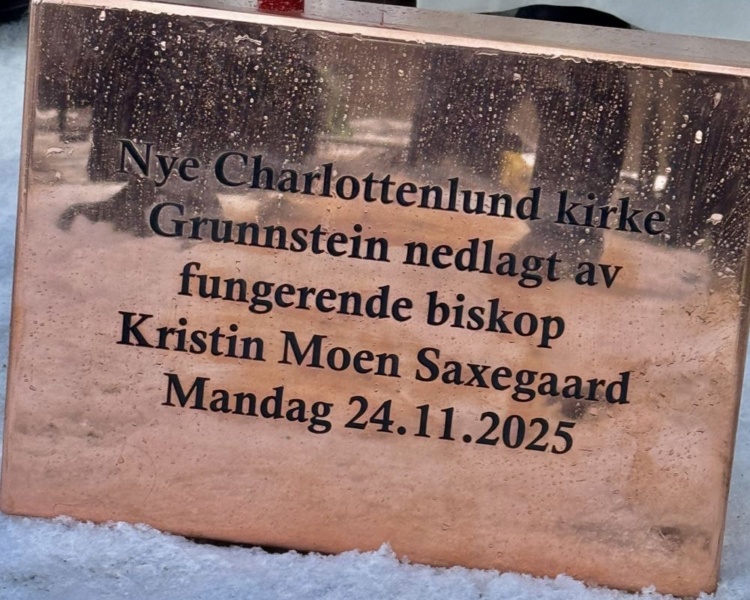 Nye Charlottenlund kirke
Grunnstein nedlagt av
fungerende biskop
Kristin Moen Saxegaard
Mandag 24.11.2025